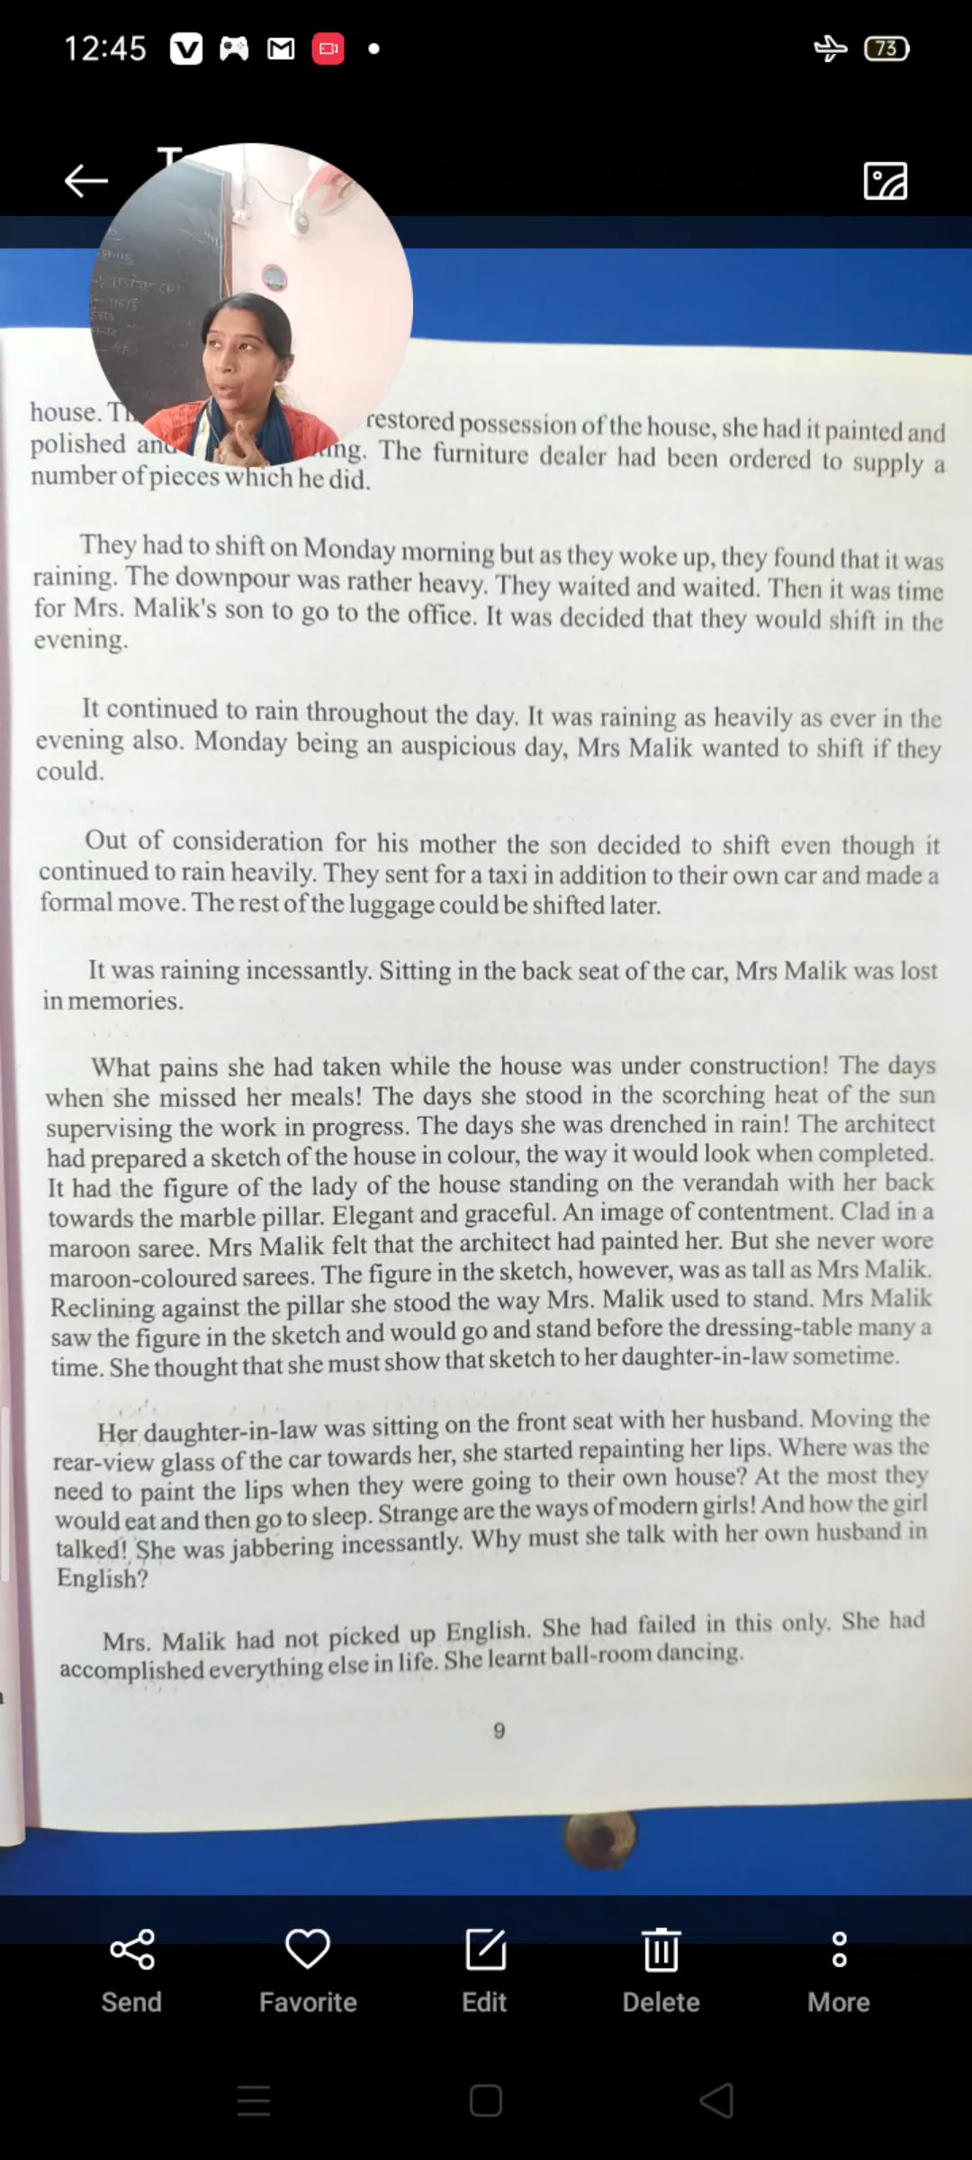 12:45
73
house. Th restored possession of the house, she had it painted and
polished and ing. The furniture dealer had been ordered to supply a
number of pieces which he did.
They had to shift on Monday morning but as they woke up, they found that it was
raining. The downpour was rather heavy. They waited and waited. Then it was time
for Mrs. Malik's son to go to the office. It was decided that they would shift in the
evening.
It continued to rain throughout the day. It was raining as heavily as ever in the
evening also. Monday being an auspicious day, Mrs Malik wanted to shift if they
could.
Out of consideration for his mother the son decided to shift even though it
continued to rain heavily. They sent for a taxi in addition to their own car and made a
formal move. The rest of the luggage could be shifted later.
It was raining incessantly. Sitting in the back seat of the car, Mrs Malik was lost
in memories.
What pains she had taken while the house was under construction! The days
when she missed her meals! The days she stood in the scorching heat of the sun
supervising the work in progress. The days she was drenched in rain! The architect
had prepared a sketch of the house in colour, the way it would look when completed.
It had the figure of the lady of the house standing on the verandah with her back
towards the marble pillar. Elegant and graceful. An image of contentment. Clad in a
maroon saree. Mrs Malik felt that the architect had painted her. But she never wore
maroon-coloured sarees. The figure in the sketch, however, was as tall as Mrs Malik.
Reclining against the pillar she stood the way Mrs. Malik used to stand. Mrs Malik
saw the figure in the sketch and would go and stand before the dressing-table many a
time. She thought that she must show that sketch to her daughter-in-law sometime.
Her daughter-in-law was sitting on the front seat with her husband. Moving the
rear-view glass of the car towards her, she started repainting her lips. Where was the
need to paint the lips when they were going to their own house? At the most they
would eat and then go to sleep. Strange are the ways of modern girls! And how the girl
talked! She was jabbering incessantly. Why must she talk with her own husband in
English?
Mrs. Malik had not picked up English. She had failed in this only. She had
accomplished everything else in life. She learnt ball-room dancing.
9
Send Favorite Edit Delete More